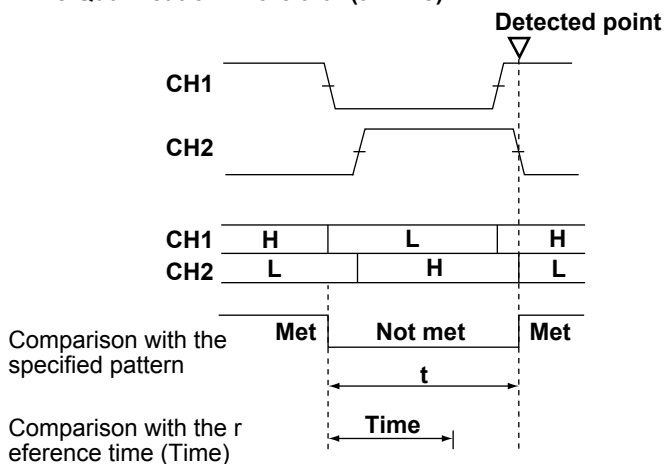 Detected point
CH1
CH2
CH1 H L H
CH2 L H L
Comparison with the Met Not met Met
specified pattern
t
Comparison with the r Time
eference time (Time)